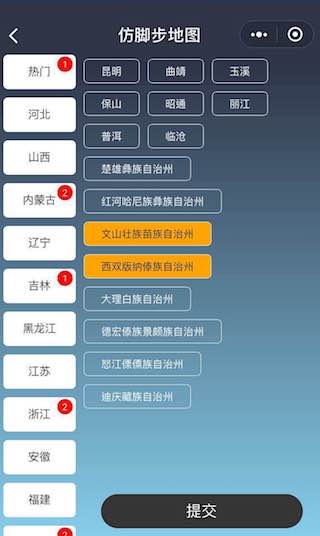 仿脚步地图
热门
1
河北
山西
内蒙古
2
辽宁
吉林
1
黑龙江
江苏
浙江
2
安徽
福建
2
昆明 曲靖 玉溪
保山 昭通 丽江
普洱 临沧
楚雄彝族自治州
红河哈尼族彝族自治州
文山壮族苗族自治州
西双版纳傣族自治州
大理白族自治州
德宏傣族景颇族自治州
怒江傈僳族自治州
迪庆藏族自治州
提交